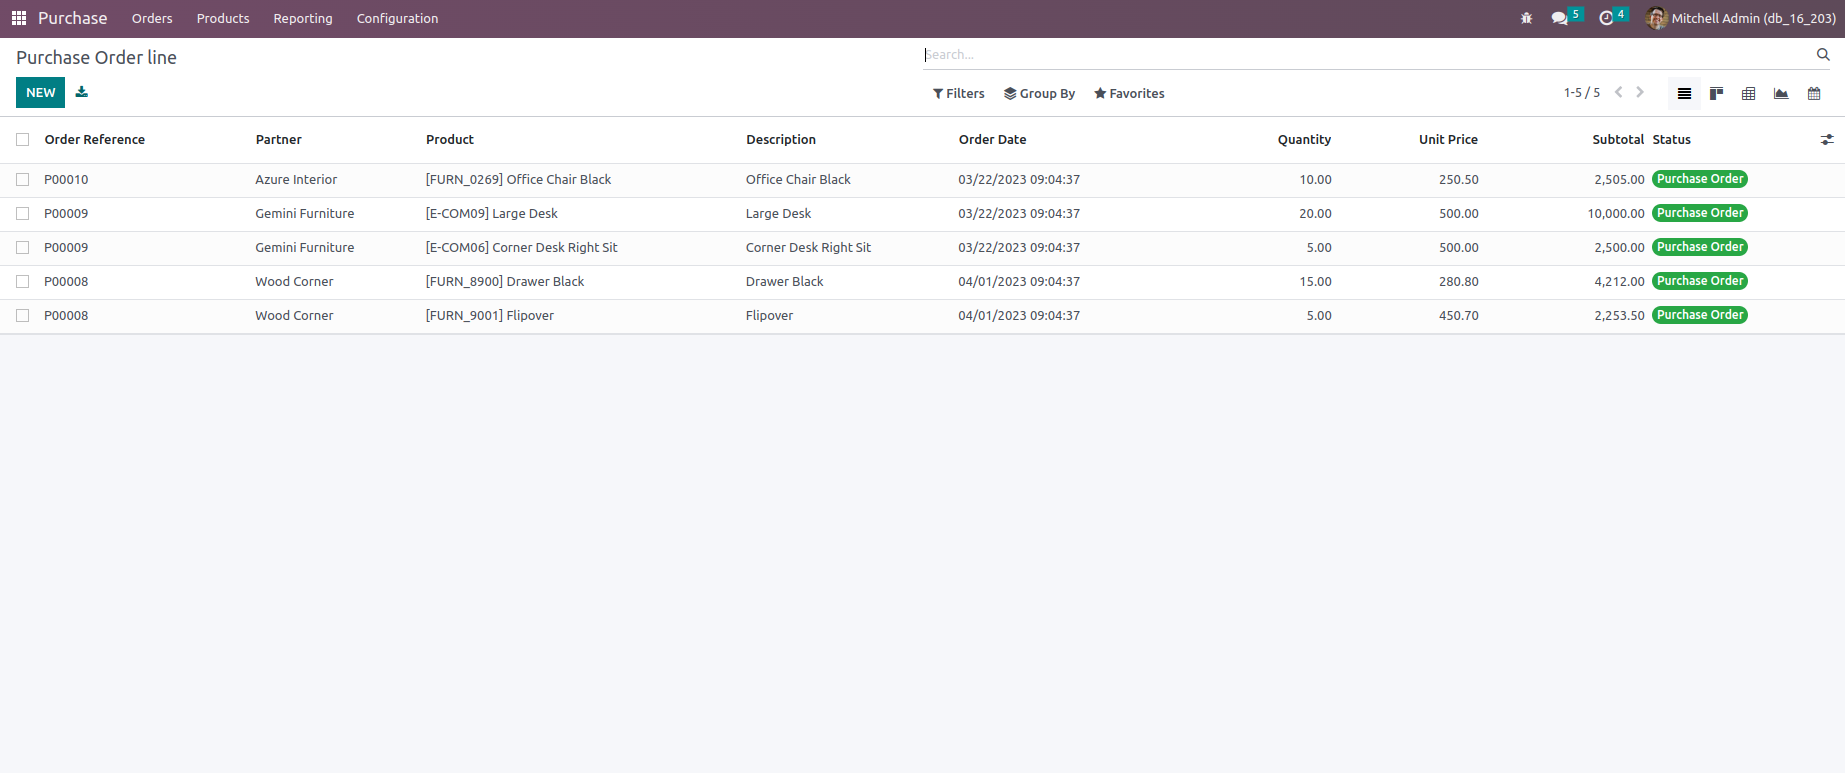 Purchase Orders Products Reporting Configuration 5 4 Mitchell Admin (db_16_203)
Purchase Order line
Search...
NEW
Filters Group By Favorites 1-5 / 5
Order Reference Partner Product Description Order Date Quantity Unit Price Subtotal Status
P00010 Azure Interior [FURN_0269] Office Chair Black Office Chair Black 03/22/2023 09:04:37 10.00 250.50 2,505.00 Purchase Order
P00009 Gemini Furniture [E-COM09] Large Desk Large Desk 03/22/2023 09:04:37 20.00 500.00 10,000.00 Purchase Order
P00009 Gemini Furniture [E-COM06] Corner Desk Right Sit Corner Desk Right Sit 03/22/2023 09:04:37 5.00 500.00 2,500.00 Purchase Order
P00008 Wood Corner [FURN_8900] Drawer Black Drawer Black 04/01/2023 09:04:37 15.00 280.80 4,212.00 Purchase Order
P00008 Wood Corner [FURN_9001] Flipover Flipover 04/01/2023 09:04:37 5.00 450.70 2,253.50 Purchase Order